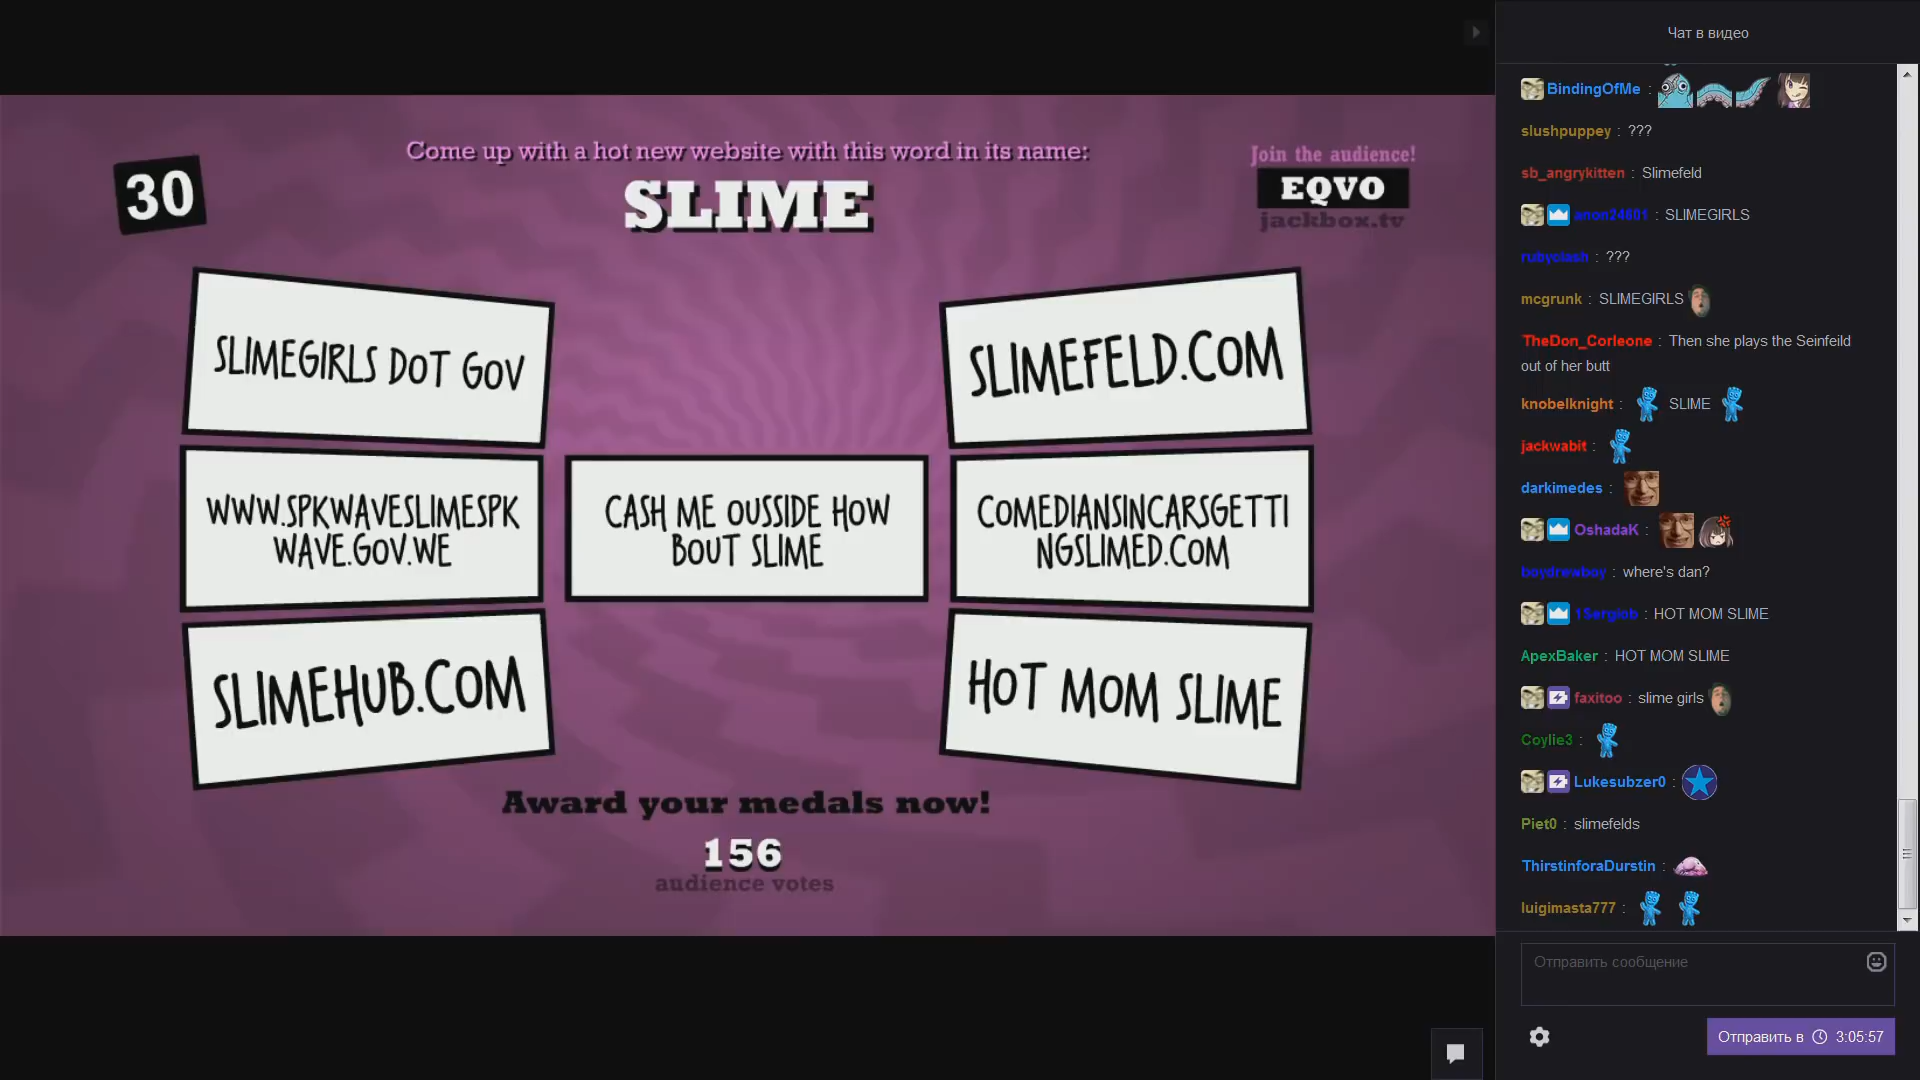 Come up with a hot new website with this word in its name:
SLIME
30
Join the audience!
EQVO
jackbox.tv
SLIMEGIRLS DOT GOV
SLIMEFELD.COM
WWW.SPKWAVESLIMESPK
WAVE.GOV.WE
CASH ME OUSSIDE HOW
BOUT SLIME
COMEDIANSINCARSGETTI
NGSLIMED.COM
SLIMEHUB.COM
HOT MOM SLIME
Award your medals now!
156
audience votes
Чат в видео
BindingOfMe :
slushpuppey : ???
sb_angrykitten : Slimefeld
anon24601 : SLIMEGIRLS
rubyclash : ???
mcgrunk : SLIMEGIRLS
TheDon_Corleone : Then she plays the Seinfeild
out of her butt
knobelknight : SLIME
jackwabit :
darkimedes :
OshadaK :
boydrewboy : where's dan?
1Sergiob : HOT MOM SLIME
ApexBaker : HOT MOM SLIME
faxitoo : slime girls
Coylie3 :
Lukesubzer0 :
Piet0 : slimefelds
ThirstinforaDurstin :
luigimasta777 :
Отправить сообщение
Отправить в 3:05:57